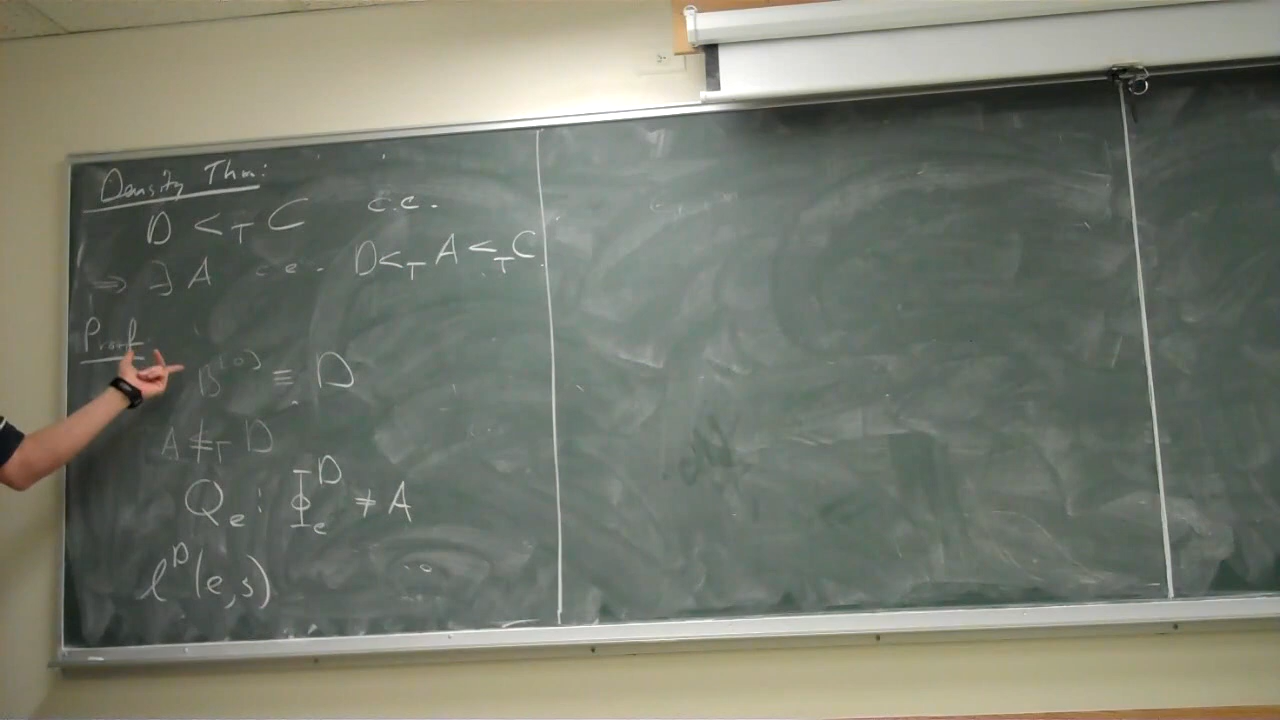 Density Thm:
D <_T C c.e.
⇒ ∃ A c.e. D <_T A <_T C
Proof
B^{(0)} ≡ D
A ≰_T D
Q_e : Φ_e^D ≠ A
ℓ^D(e,s)